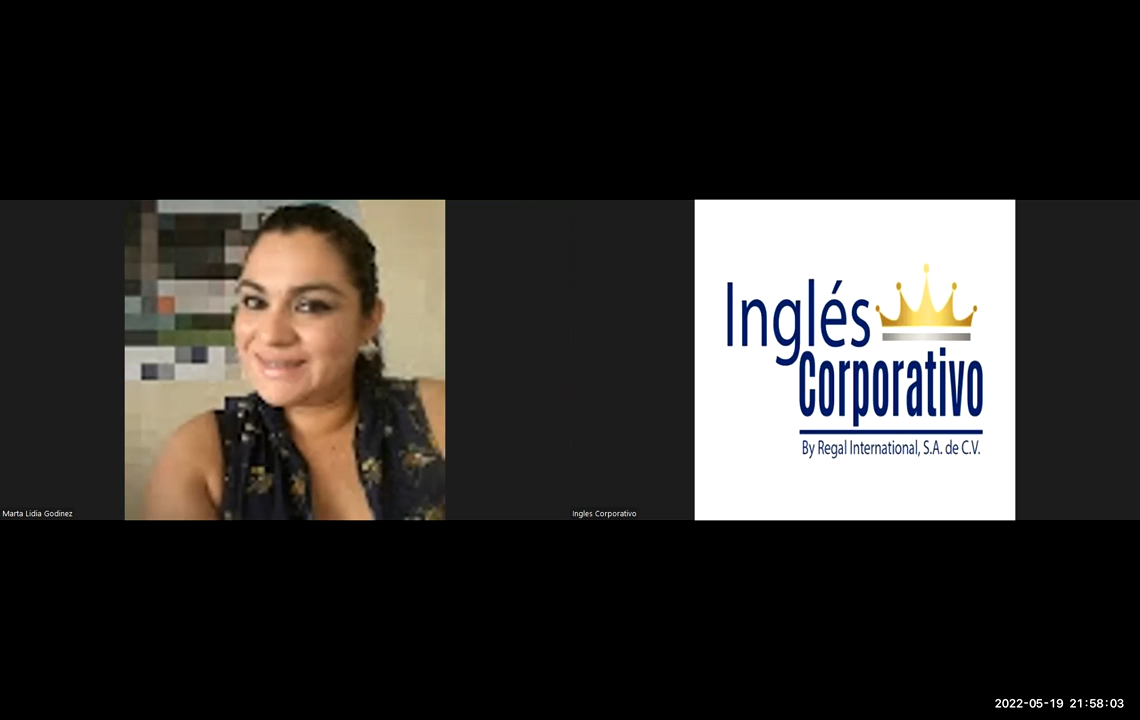 Inglés
Corporativo
By Regal International, S.A. de C.V.
Marta Lidia Godinez
Ingles Corporativo
2022-05-19 21:58:03